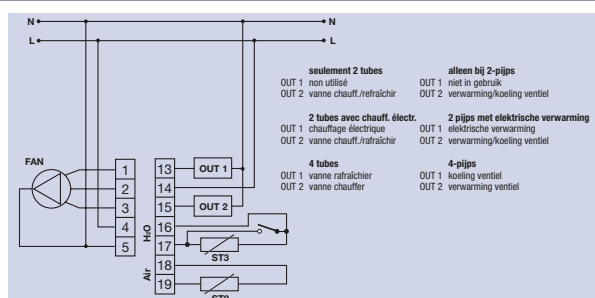 N N
L L
seulement 2 tubes
OUT 1 non utilisé
OUT 2 vanne chauff./refraîchir
alleen bij 2-pijps
OUT 1 niet in gebruik
OUT 2 verwarming/koeling ventiel
2 tubes avec chauff. électr.
OUT 1 chauffage électrique
OUT 2 vanne chauff./rafraîchir
2 pijps met elektrische verwarming
OUT 1 elektrische verwarming
OUT 2 verwarming/koeling ventiel
4 tubes
OUT 1 vanne rafraîchier
OUT 2 vanne chauffer
4-pijps
OUT 1 koeling ventiel
OUT 2 verwarming ventiel
FAN
1
2
3
4
5
13 OUT 1
14
15 OUT 2
16
17
18
19
H2O
Air
ST3
ST2